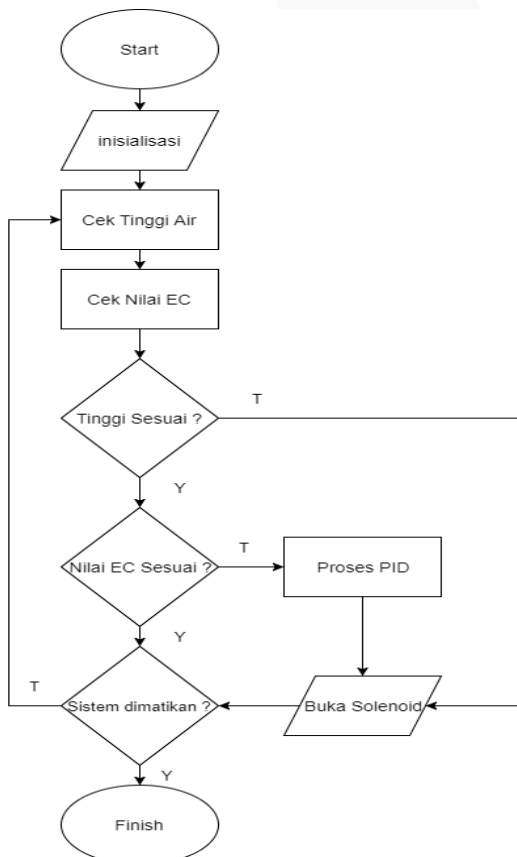 Start
inisialisasi
Cek Tinggi Air
Cek Nilai EC
T
Tinggi Sesuai ?
Y
T
Nilai EC Sesuai ?
Proses PID
Y
T
Sistem dimatikan ?
Buka Solenoid
Y
Finish